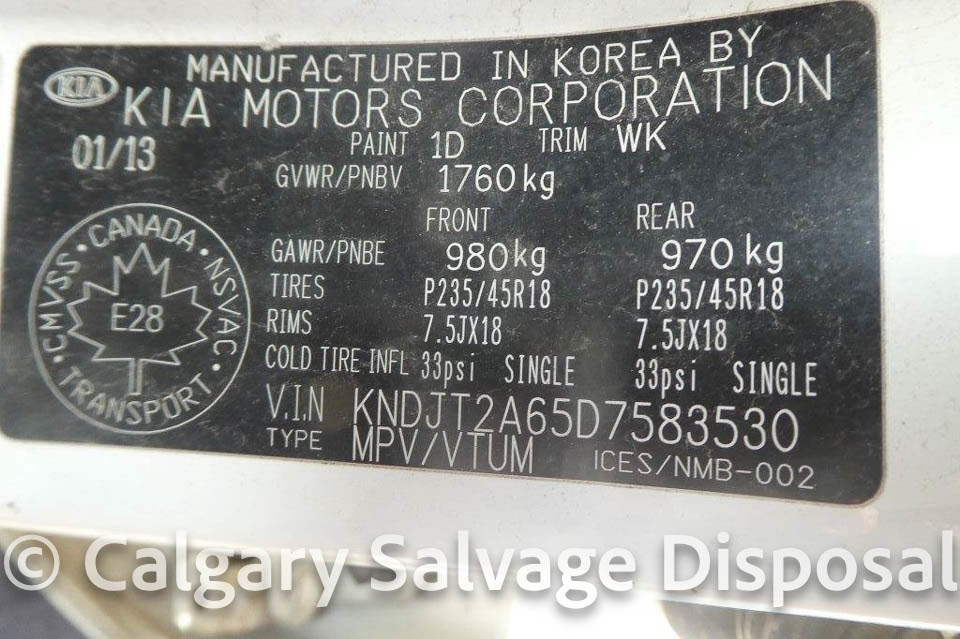 KIA
MANUFACTURED IN KOREA BY
KIA MOTORS CORPORATION
01/13
PAINT 1D TRIM WK
GVWR/PNBV 1760kg
FRONT REAR
GAWR/PNBE 980kg 970kg
TIRES P235/45R18 P235/45R18
RIMS 7.5JX18 7.5JX18
COLD TIRE INFL 33psi SINGLE 33psi SINGLE
V.I.N KNDJT2A65D7583530
TYPE MPV/VTUM ICES/NMB-002
CANADA · NSVAC · TRANSPORT · CMVSS ·
E28
© Calgary Salvage Disposal